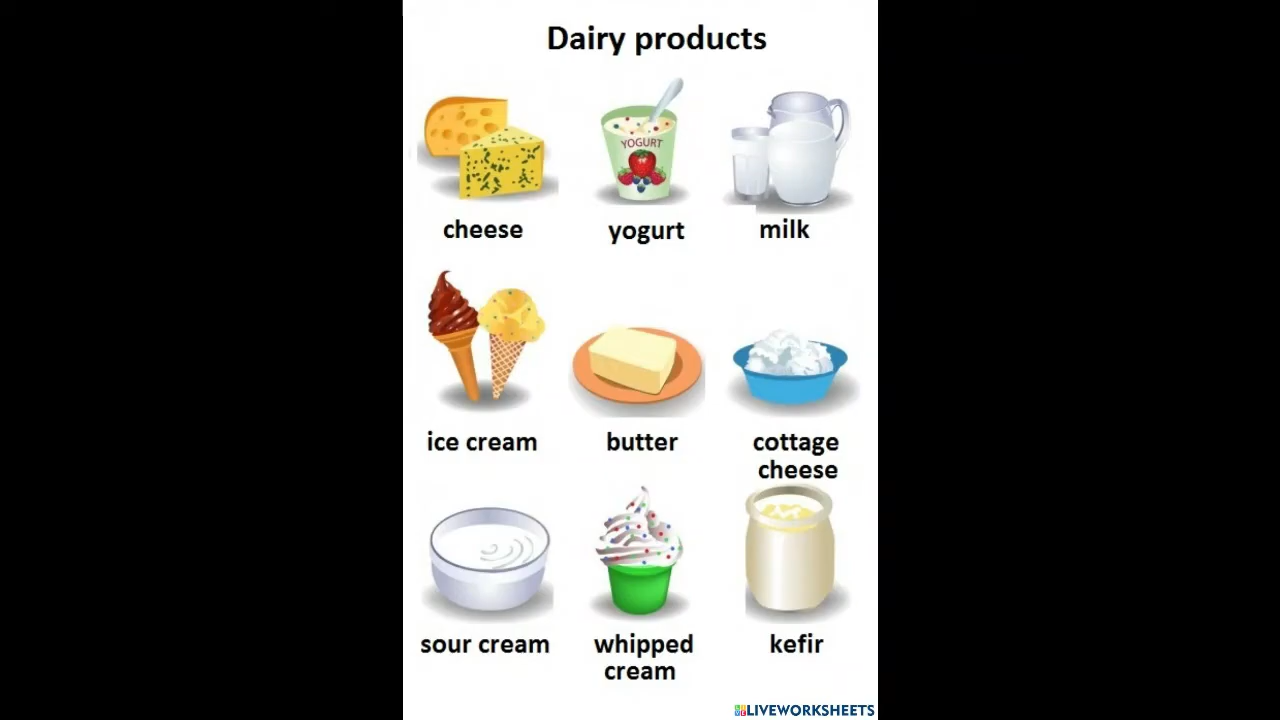 Dairy products
YOGURT
cheese yogurt milk
ice cream butter cottage
cheese
sour cream whipped kefir
cream
LIVEWORKSHEETS